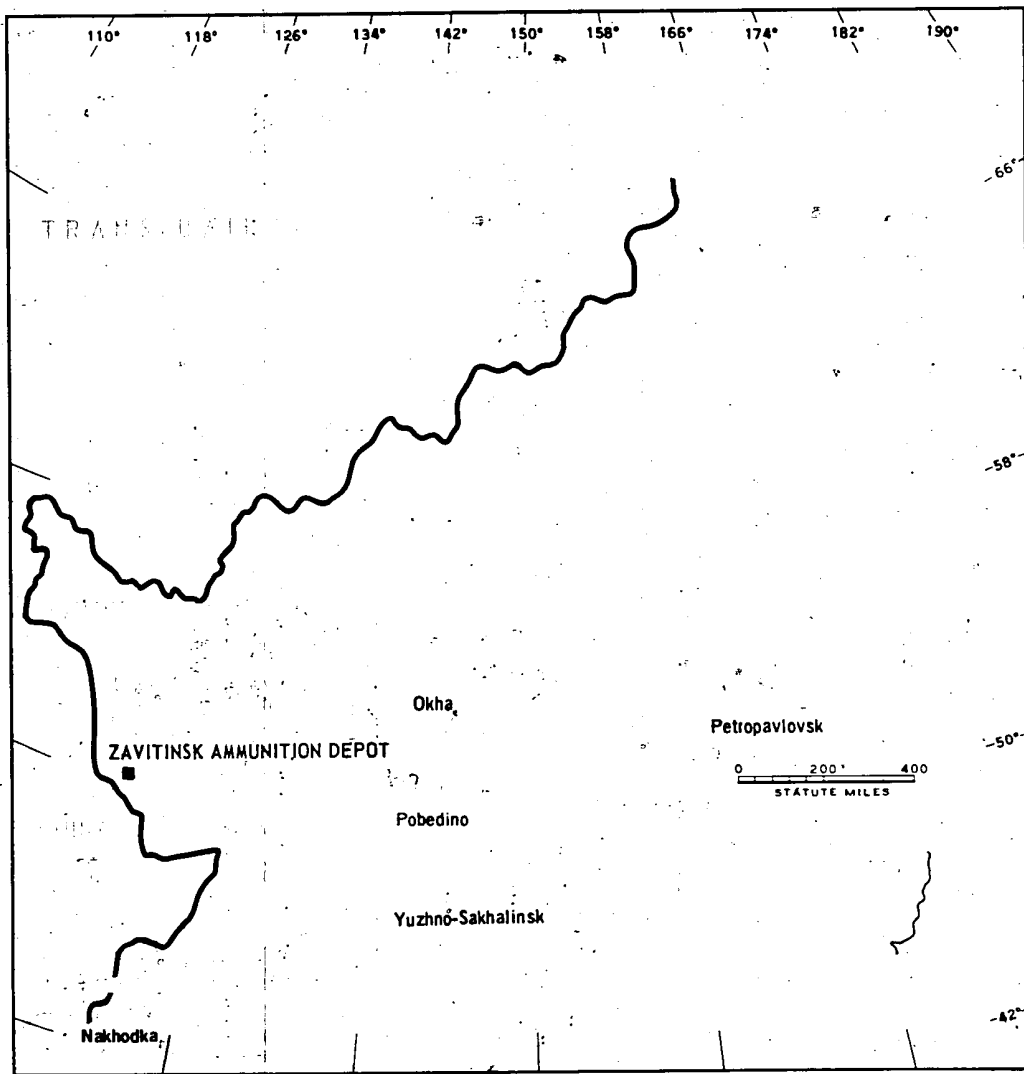 110° 118° 126° 134° 142° 150° 158° 166° 174° 182° 190°
66°
58°
Okha
Petropavlovsk
50°
ZAVITINSK AMMUNITION DEPOT
0 200 400
STATUTE MILES
Pobedino
Yuzhno-Sakhalinsk
42°
Nakhodka